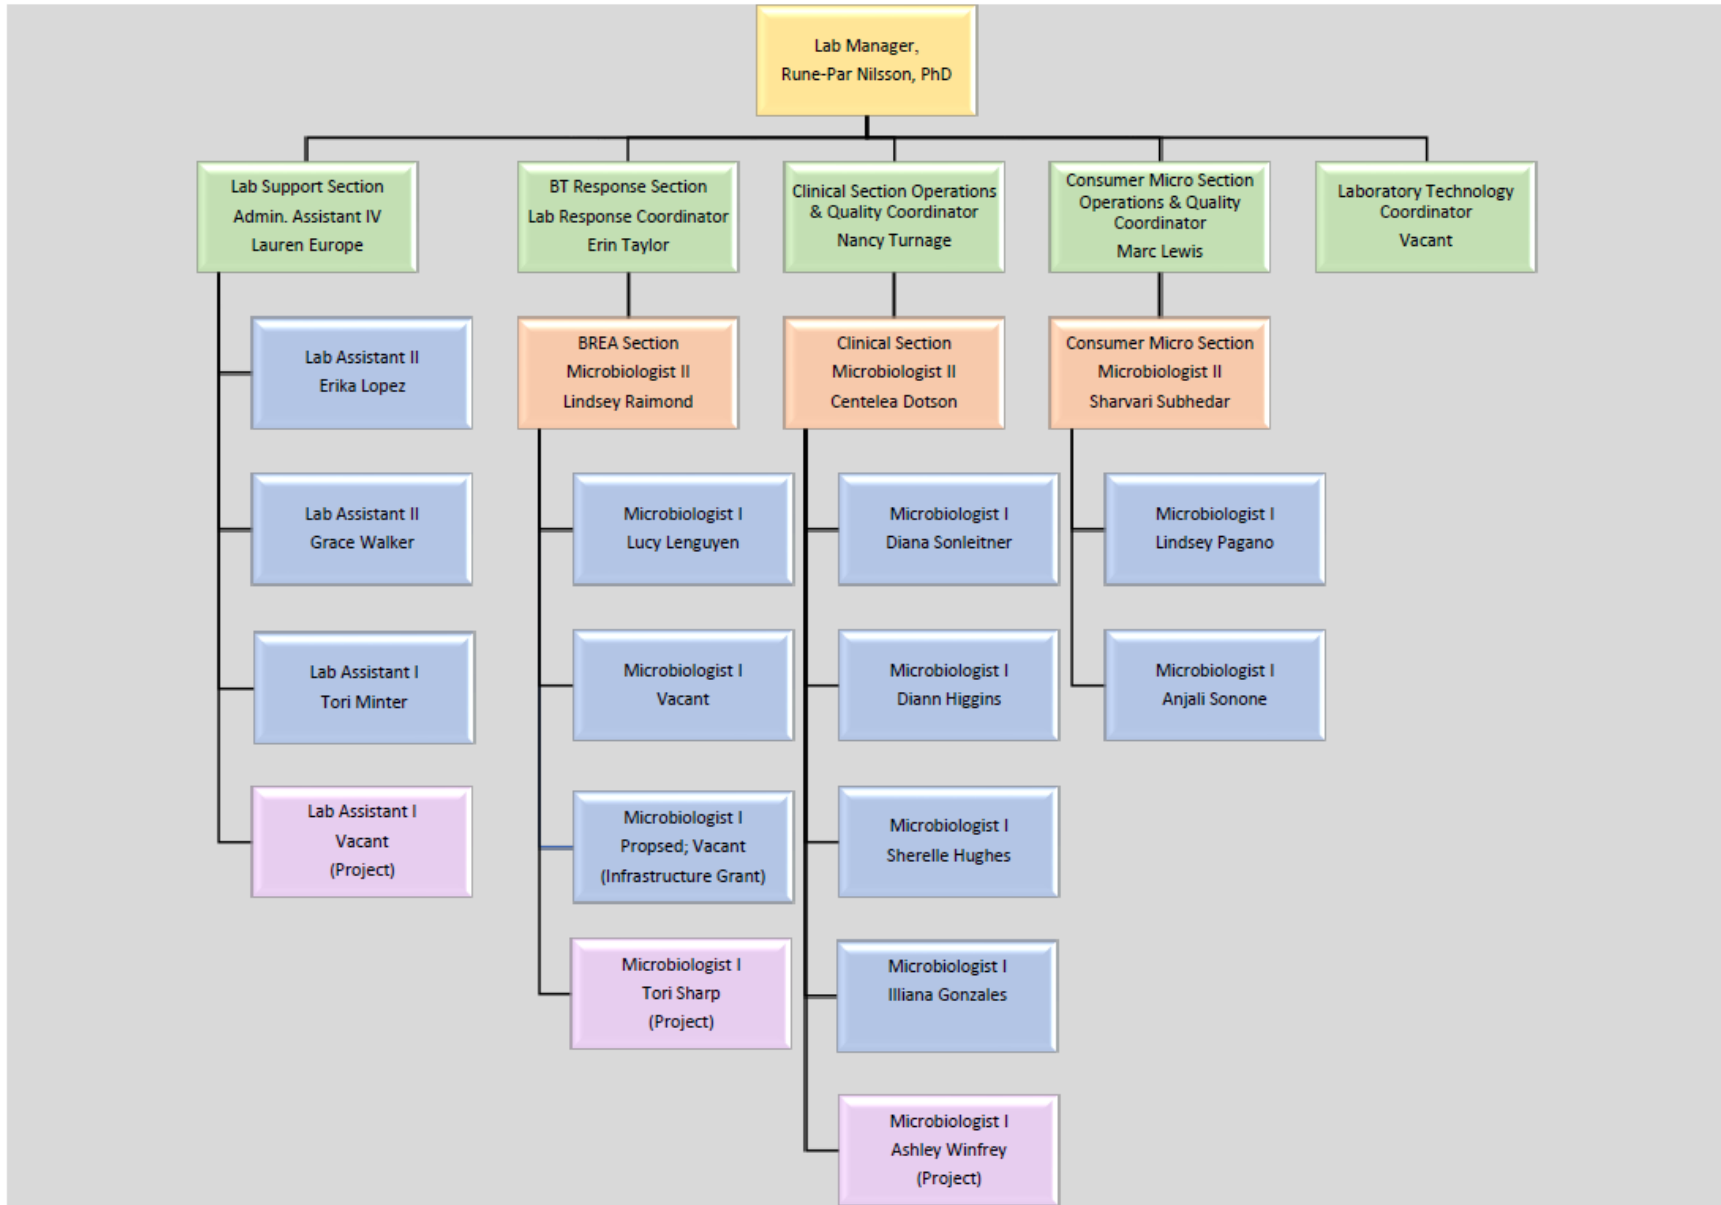 Lab Manager,
Rune-Par Nilsson, PhD
Lab Support Section
Admin. Assistant IV
Lauren Europe
BT Response Section
Lab Response Coordinator
Erin Taylor
Clinical Section Operations
& Quality Coordinator
Nancy Turnage
Consumer Micro Section
Operations & Quality
Coordinator
Marc Lewis
Laboratory Technology
Coordinator
Vacant
Lab Assistant II
Erika Lopez
BREA Section
Microbiologist II
Lindsey Raimond
Clinical Section
Microbiologist II
Centelea Dotson
Consumer Micro Section
Microbiologist II
Sharvari Subhedar
Lab Assistant II
Grace Walker
Microbiologist I
Lucy Lenguyen
Microbiologist I
Diana Sonleitner
Microbiologist I
Lindsey Pagano
Lab Assistant I
Tori Minter
Microbiologist I
Vacant
Microbiologist I
Diann Higgins
Microbiologist I
Anjali Sonone
Lab Assistant I
Vacant
(Project)
Microbiologist I
Propsed; Vacant
(Infrastructure Grant)
Microbiologist I
Sherelle Hughes
Microbiologist I
Tori Sharp
(Project)
Microbiologist I
Illiana Gonzales
Microbiologist I
Ashley Winfrey
(Project)